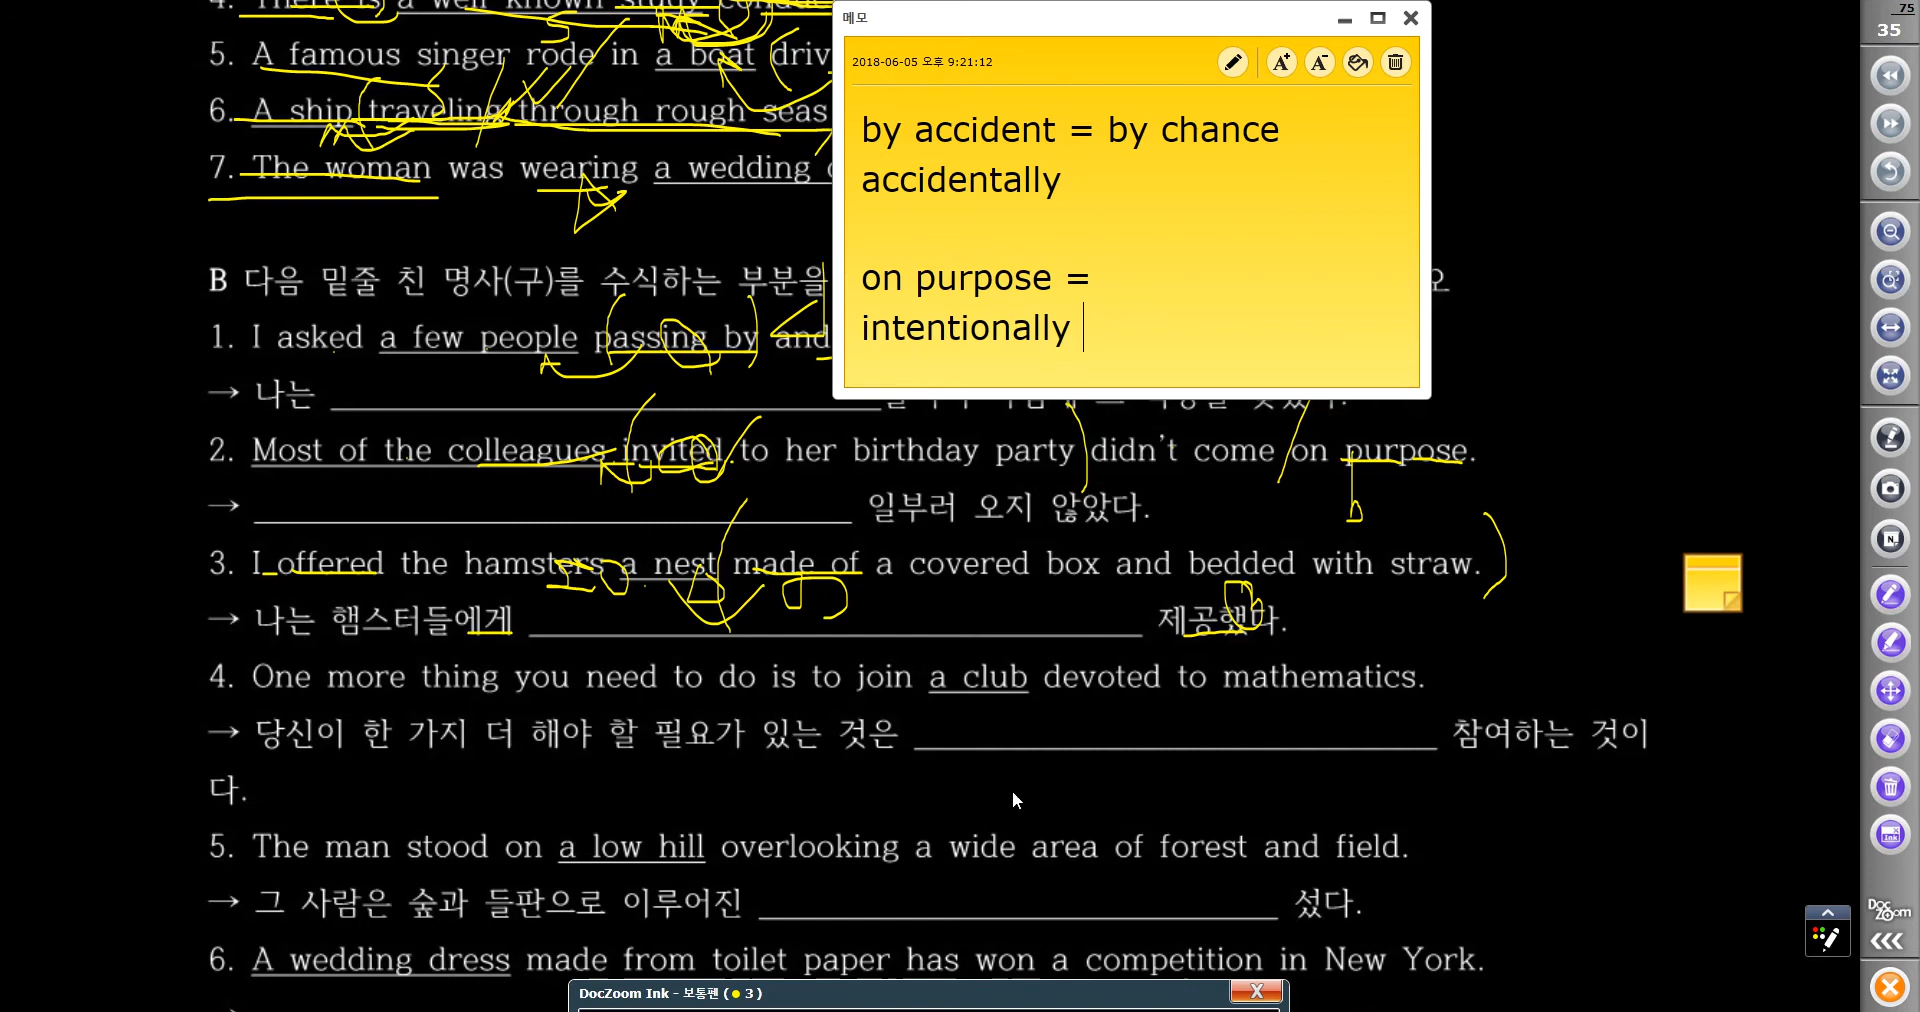 4. There is a well known study
5. A famous singer rode in a boat driv
6. A ship traveling through rough seas
7. The woman was wearing a wedding
B 다음 밑줄 친 명사(구)를 수식하는 부분을
오
1. I asked a few people passing by and
→ 나는
2. Most of the colleagues invited to her birthday party didn't come on purpose.
→ 일부러 오지 않았다.
3. I offered the hamsters a nest made of a covered box and bedded with straw.
→ 나는 햄스터들에게 제공했다.
4. One more thing you need to do is to join a club devoted to mathematics.
→ 당신이 한 가지 더 해야 할 필요가 있는 것은 참여하는 것이
다.
5. The man stood on a low hill overlooking a wide area of forest and field.
→ 그 사람은 숲과 들판으로 이루어진 섰다.
6. A wedding dress made from toilet paper has won a competition in New York.
→
메모
2018-06-05 오후 9:21:12
by accident = by chance
accidentally
on purpose =
intentionally
75
35
DocZoom
DocZoom Ink - 보통펜 ( 3 )